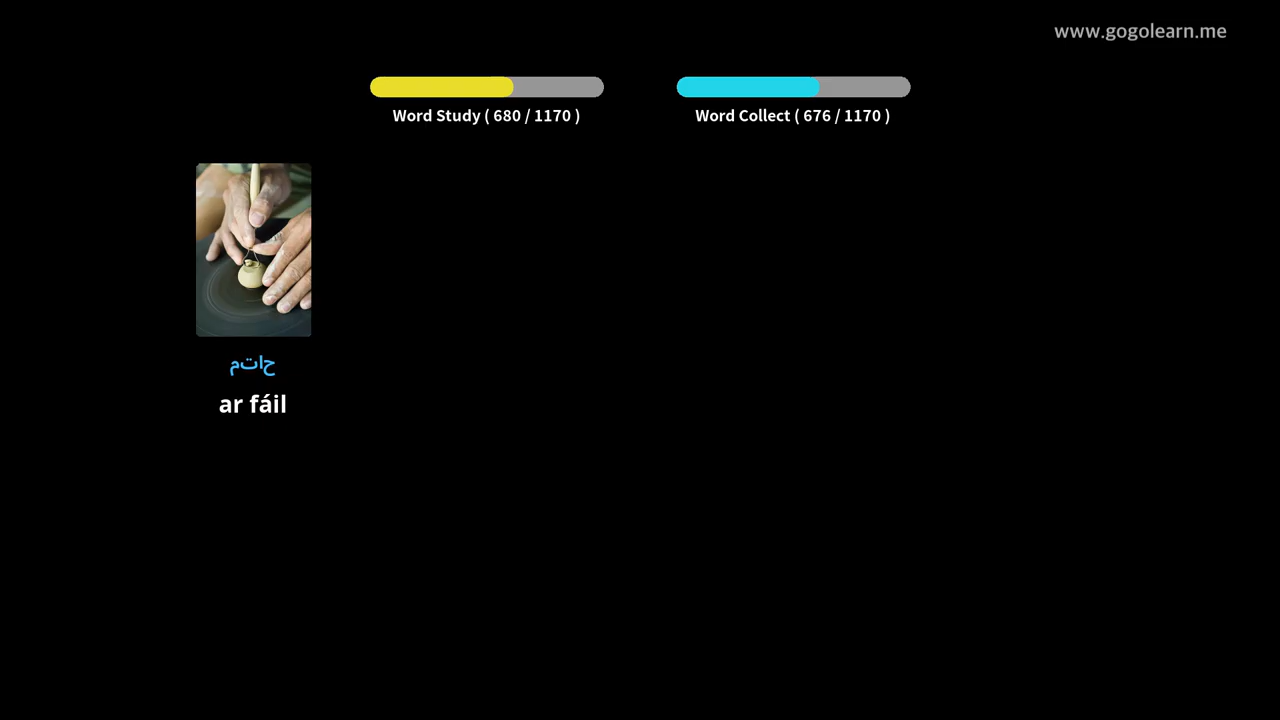 www.gogolearn.me
Word Study ( 680 / 1170 )
Word Collect ( 676 / 1170 )
حاتم
ar fáil